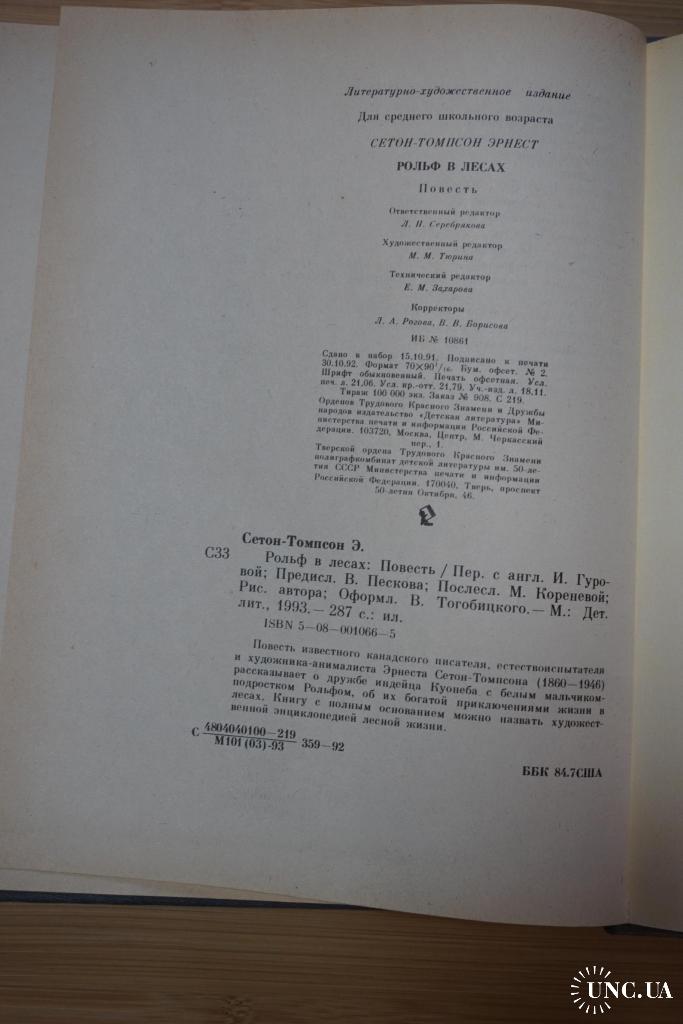 Литературно-художественное издание
Для среднего школьного возраста
СЕТОН-ТОМПСОН ЭРНЕСТ
РОЛЬФ В ЛЕСАХ
Повесть
Ответственный редактор
Л. Н. Серебрякова
Художественный редактор
М. М. Тюрина
Технический редактор
Е. М. Захарова
Корректоры
Л. А. Рогова, В. В. Борисова
ИБ № 10861
Сдано в набор 15.10.91. Подписано к печати
30.10.92. Формат 70×90¹/₁₆. Бум. офсет. № 2.
Шрифт обыкновенный. Печать офсетная. Усл.
печ. л. 21,06. Усл. кр.-отт. 21,79. Уч.-изд. л. 18,11.
Тираж 100 000 экз. Заказ № 908. С 219.
Орденов Трудового Красного Знамени и Дружбы
народов издательство «Детская литература» Ми-
нистерства печати и информации Российской Фе-
дерации. 103720, Москва, Центр, М. Черкасский
пер., 1.
Тверской ордена Трудового Красного Знамени
полиграфкомбинат детской литературы им. 50-ле-
тия СССР Министерства печати и информации
Российской Федерации. 170040, Тверь, проспект
50-летия Октября, 46.
Сетон-Томпсон Э.
С33 Рольф в лесах: Повесть / Пер. с англ. И. Гуро-
вой; Предисл. В. Пескова; Послесл. М. Кореневой;
Рис. автора; Оформл. В. Тогобицкого.— М.: Дет.
лит., 1993.— 287 с.: ил.
ISBN 5—08—001066—5
Повесть известного канадского писателя, естествоиспытателя
и художника-анималиста Эрнеста Сетон-Томпсона (1860—1946)
рассказывает о дружбе индейца Куонеба с белым мальчиком-
подростком Рольфом, об их богатой приключениями жизни в
лесах. Книгу с полным основанием можно назвать художест-
венной энциклопедией лесной жизни.
С 4804040100—219
М101(03)-93 359—92
ББК 84.7США
UNC.UA